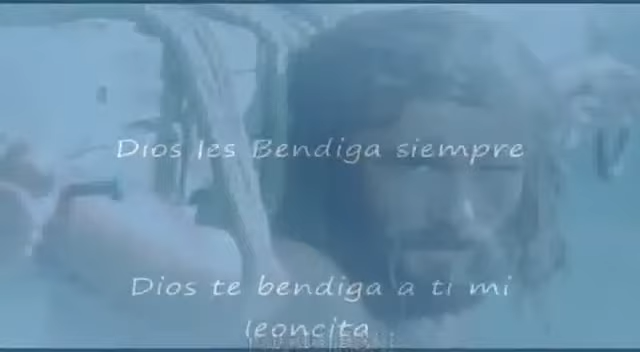 Dios les Bendiga siempre
Dios te bendiga a ti mi
leoncita